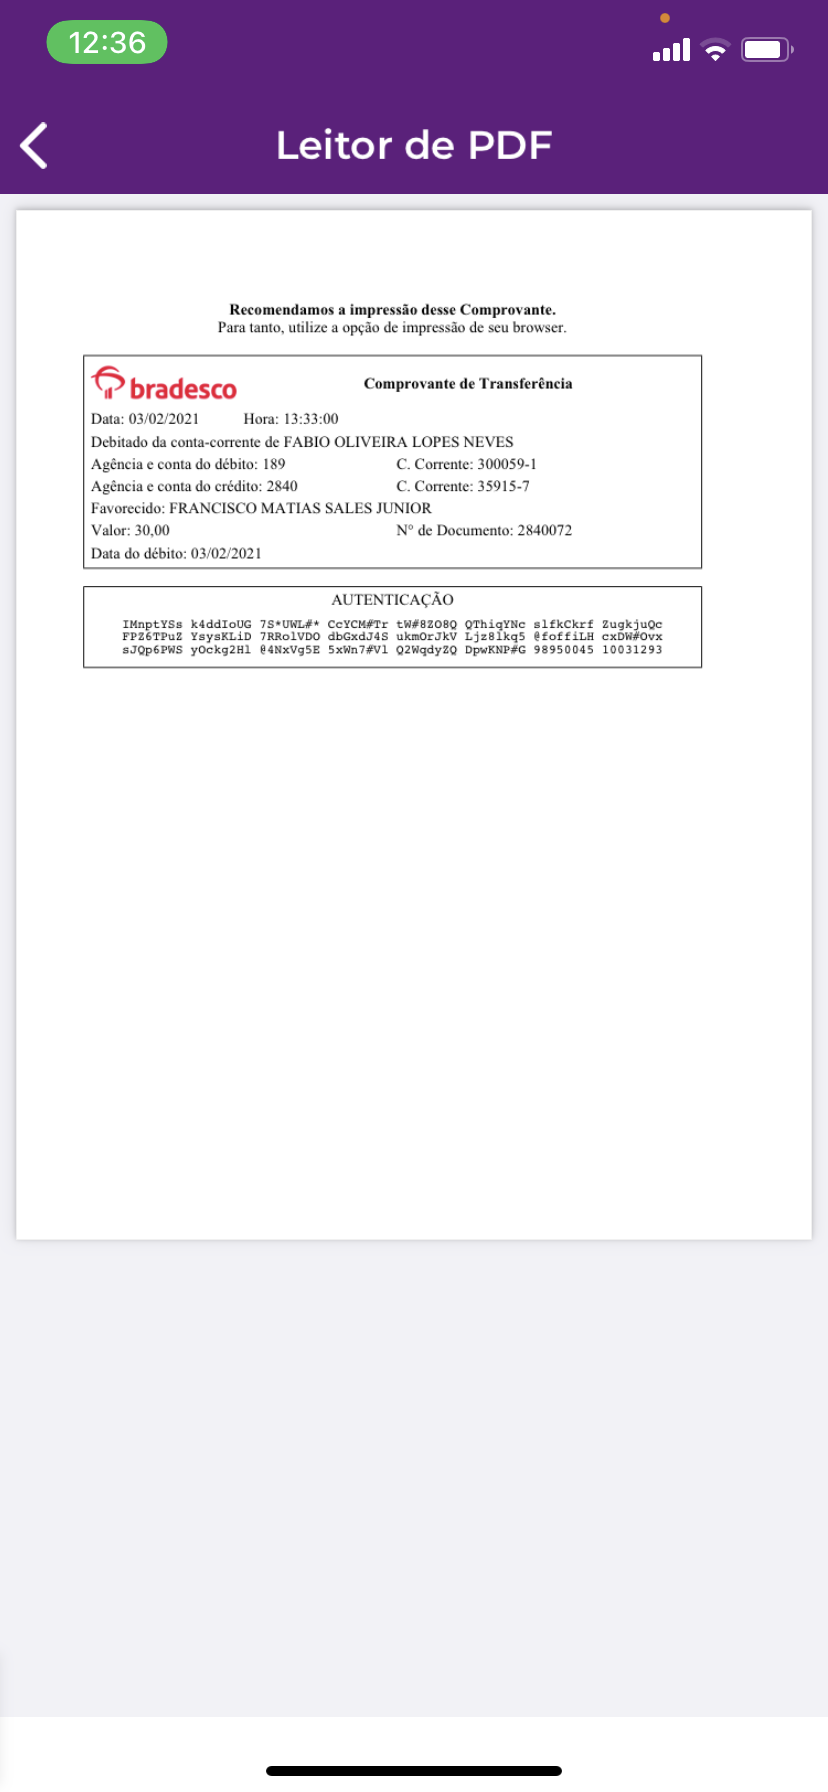 12:36
Leitor de PDF
Recomendamos a impressão desse Comprovante.
Para tanto, utilize a opção de impressão de seu browser.
bradesco
Comprovante de Transferência
Data: 03/02/2021 Hora: 13:33:00
Debitado da conta-corrente de FABIO OLIVEIRA LOPES NEVES
Agência e conta do débito: 189 C. Corrente: 300059-1
Agência e conta do crédito: 2840 C. Corrente: 35915-7
Favorecido: FRANCISCO MATIAS SALES JUNIOR
Valor: 30,00 N° de Documento: 2840072
Data do débito: 03/02/2021
AUTENTICAÇÃO
IMnptYSs k4ddIoUG 7S*UWL#* CcYCM#Tr tW#8ZO8Q QThiqYNc slfkCkrf ZugkjuQc
FPZ6TPuZ YsysKLiD 7RRolVDO dbGxdJ4S ukmOrJkV Ljz8lkq5 @foffiLH cxDW#Ovx
sJQp6PWS yOckg2Hl @4NxVg5E 5xWn7#Vl Q2WqdyZQ DpwKNP#G 98950045 10031293